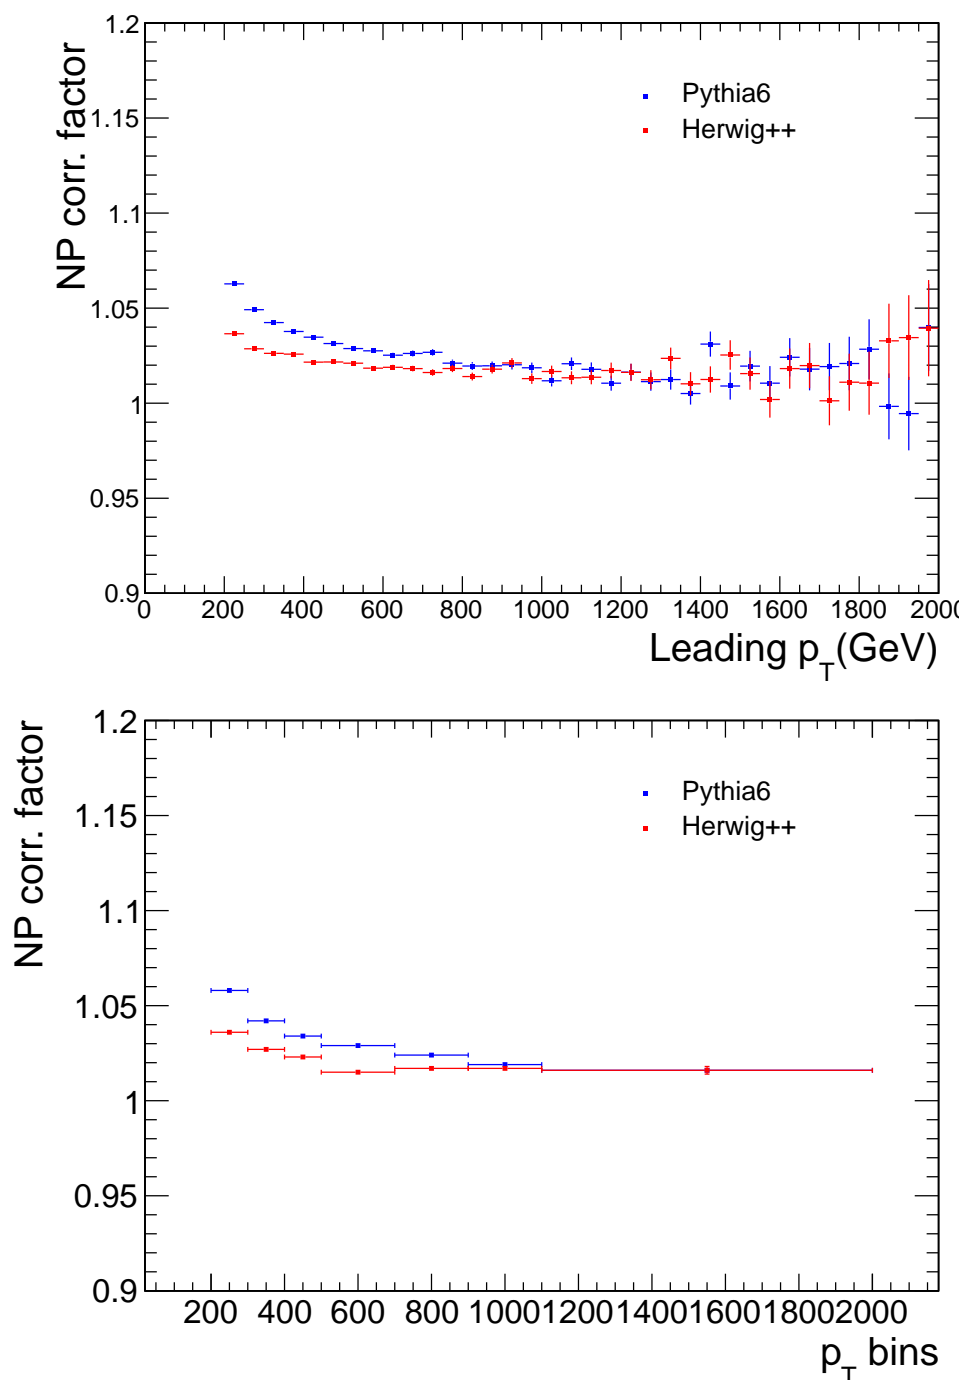 NP corr. factor
1.2
1.15
1.1
1.05
1
0.95
0.9
Pythia6
Herwig++
0 200 400 600 800 1000 1200 1400 1600 1800 2000
Leading p_T(GeV)
NP corr. factor
1.2
1.15
1.1
1.05
1
0.95
0.9
Pythia6
Herwig++
200 400 600 800 1000 1200 1400 1600 1800 2000
p_T bins